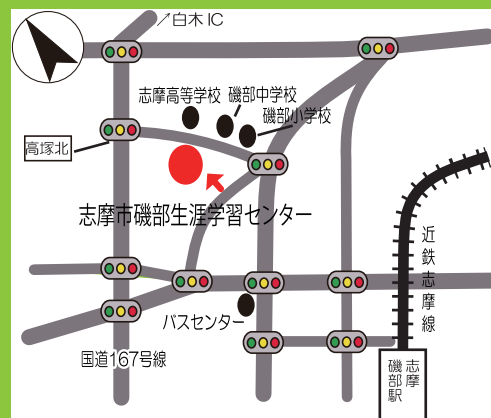 白木IC
志摩高等学校
磯部中学校
磯部小学校
高塚北
志摩市磯部生涯学習センター
近鉄志摩線
バスセンター
国道167号線
志摩
磯部駅